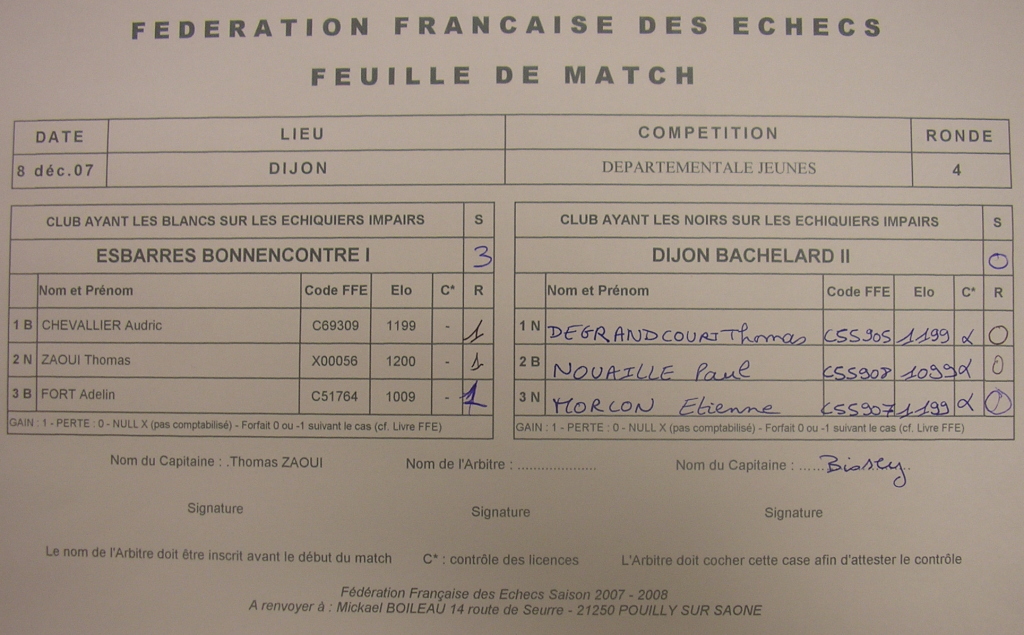 FEDERATION FRANCAISE DES ECHECS
FEUILLE DE MATCH
DATE LIEU COMPETITION RONDE
8 déc.07 DIJON DEPARTEMENTALE JEUNES 4
CLUB AYANT LES BLANCS SUR LES ECHIQUIERS IMPAIRS S
ESBARRES BONNENCONTRE I 3
Nom et Prénom Code FFE Elo C* R
1 B CHEVALLIER Audric C69309 1199 - 1
2 N ZAOUI Thomas X00056 1200 - 1
3 B FORT Adelin C51764 1009 - 1
GAIN : 1 - PERTE : 0 - NULL X (pas comptabilisé) - Forfait 0 ou -1 suivant le cas (cf. Livre FFE)
CLUB AYANT LES NOIRS SUR LES ECHIQUIERS IMPAIRS S
DIJON BACHELARD II 0
Nom et Prénom Code FFE Elo C* R
1 N DEGRANDCOURT Thomas C55905 1199 α 0
2 B NOUAILLE Paul C55908 1099 α 0
3 N MORLON Etienne C55907 1199 α
GAIN : 1 - PERTE : 0 - NULL X (pas comptabilisé) - Forfait 0 ou -1 suivant le cas (cf. Livre FFE)
Nom du Capitaine : .Thomas ZAOUI Nom de l'Arbitre : .................... Nom du Capitaine : ......
Signature Signature Signature
Le nom de l'Arbitre doit être inscrit avant le début du match C* : contrôle des licences L'Arbitre doit cocher cette case afin d'attester le contrôle
Fédération Française des Echecs Saison 2007 - 2008
A renvoyer à : Mickael BOILEAU 14 route de Seurre - 21250 POUILLY SUR SAONE